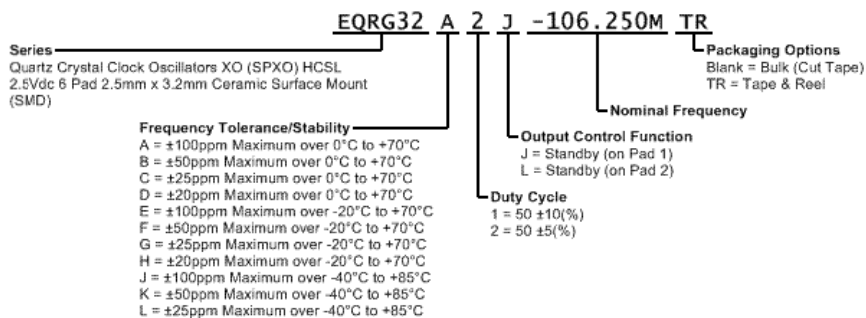 EQRG32 A 2 J -106.250M TR
Series
Quartz Crystal Clock Oscillators XO (SPXO) HCSL
2.5Vdc 6 Pad 2.5mm x 3.2mm Ceramic Surface Mount
(SMD)
Packaging Options
Blank = Bulk (Cut Tape)
TR = Tape & Reel
Nominal Frequency
Frequency Tolerance/Stability
A = ±100ppm Maximum over 0°C to +70°C
B = ±50ppm Maximum over 0°C to +70°C
C = ±25ppm Maximum over 0°C to +70°C
D = ±20ppm Maximum over 0°C to +70°C
E = ±100ppm Maximum over -20°C to +70°C
F = ±50ppm Maximum over -20°C to +70°C
G = ±25ppm Maximum over -20°C to +70°C
H = ±20ppm Maximum over -20°C to +70°C
J = ±100ppm Maximum over -40°C to +85°C
K = ±50ppm Maximum over -40°C to +85°C
L = ±25ppm Maximum over -40°C to +85°C
Output Control Function
J = Standby (on Pad 1)
L = Standby (on Pad 2)
Duty Cycle
1 = 50 ±10(%)
2 = 50 ±5(%)